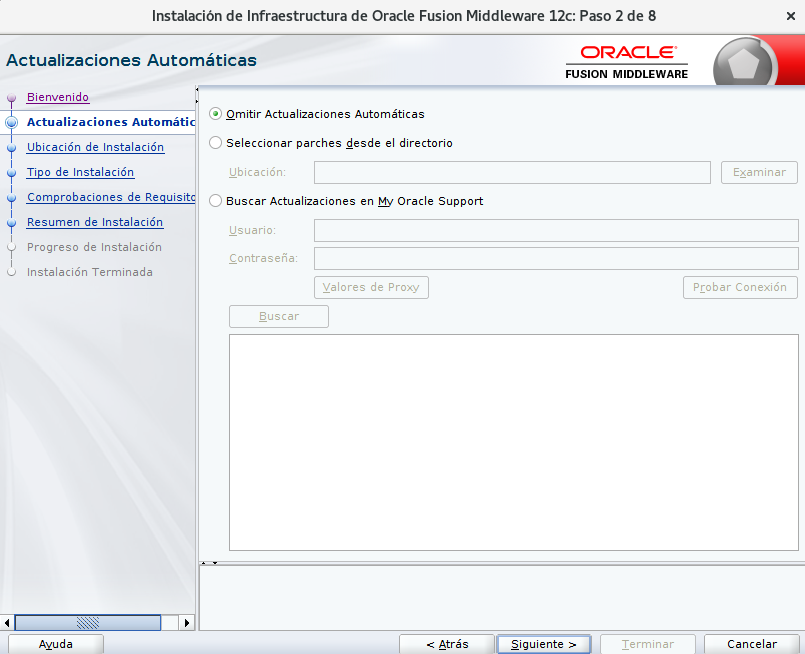 Instalación de Infraestructura de Oracle Fusion Middleware 12c: Paso 2 de 8
Actualizaciones Automáticas
ORACLE
FUSION MIDDLEWARE
Bienvenido
Actualizaciones Automátic
Ubicación de Instalación
Tipo de Instalación
Comprobaciones de Requisito
Resumen de Instalación
Progreso de Instalación
Instalación Terminada
Omitir Actualizaciones Automáticas
Seleccionar parches desde el directorio
Ubicación:
Examinar
Buscar Actualizaciones en My Oracle Support
Usuario:
Contraseña:
Valores de Proxy
Probar Conexión
Buscar
Ayuda
< Atrás
Siguiente >
Terminar
Cancelar